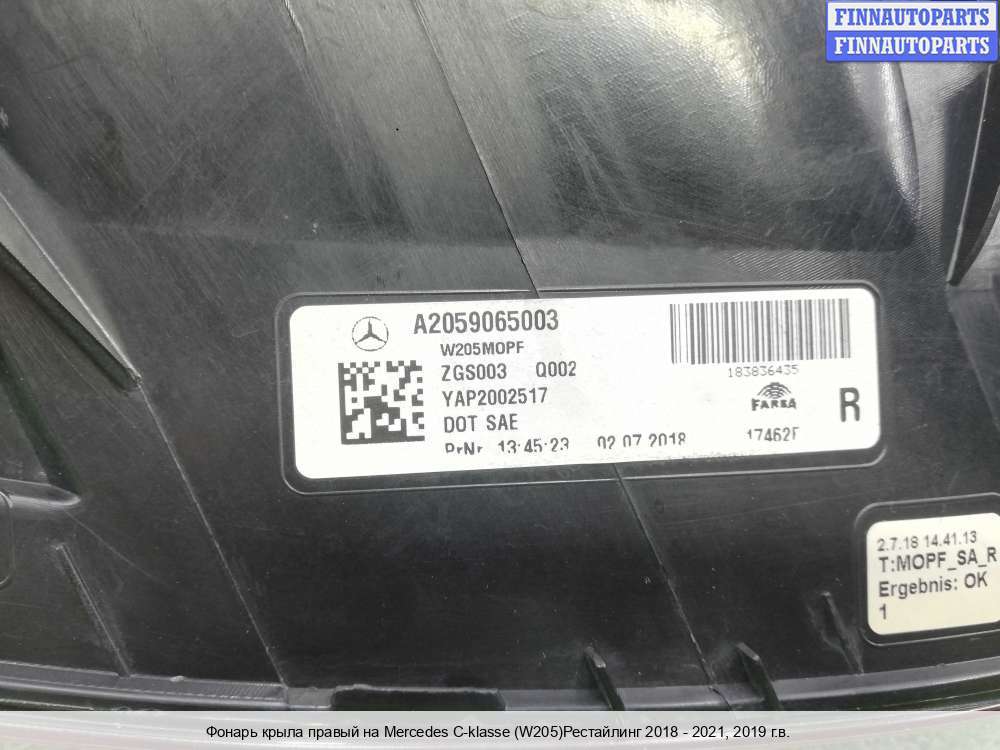 FINNAUTOPARTS
FINNAUTOPARTS
A2059065003
W205MOPF
ZGS003 Q002
YAP2002517
DOT SAE
PrNr 13:45:23 02.07.2018
183836435
FARBA
R
17462F
2.7.18 14.41.13
T:MOPF_SA_R
Ergebnis: OK
1
Фонарь крыла правый на Mercedes C-klasse (W205)Рестайлинг 2018 - 2021, 2019 г.в.